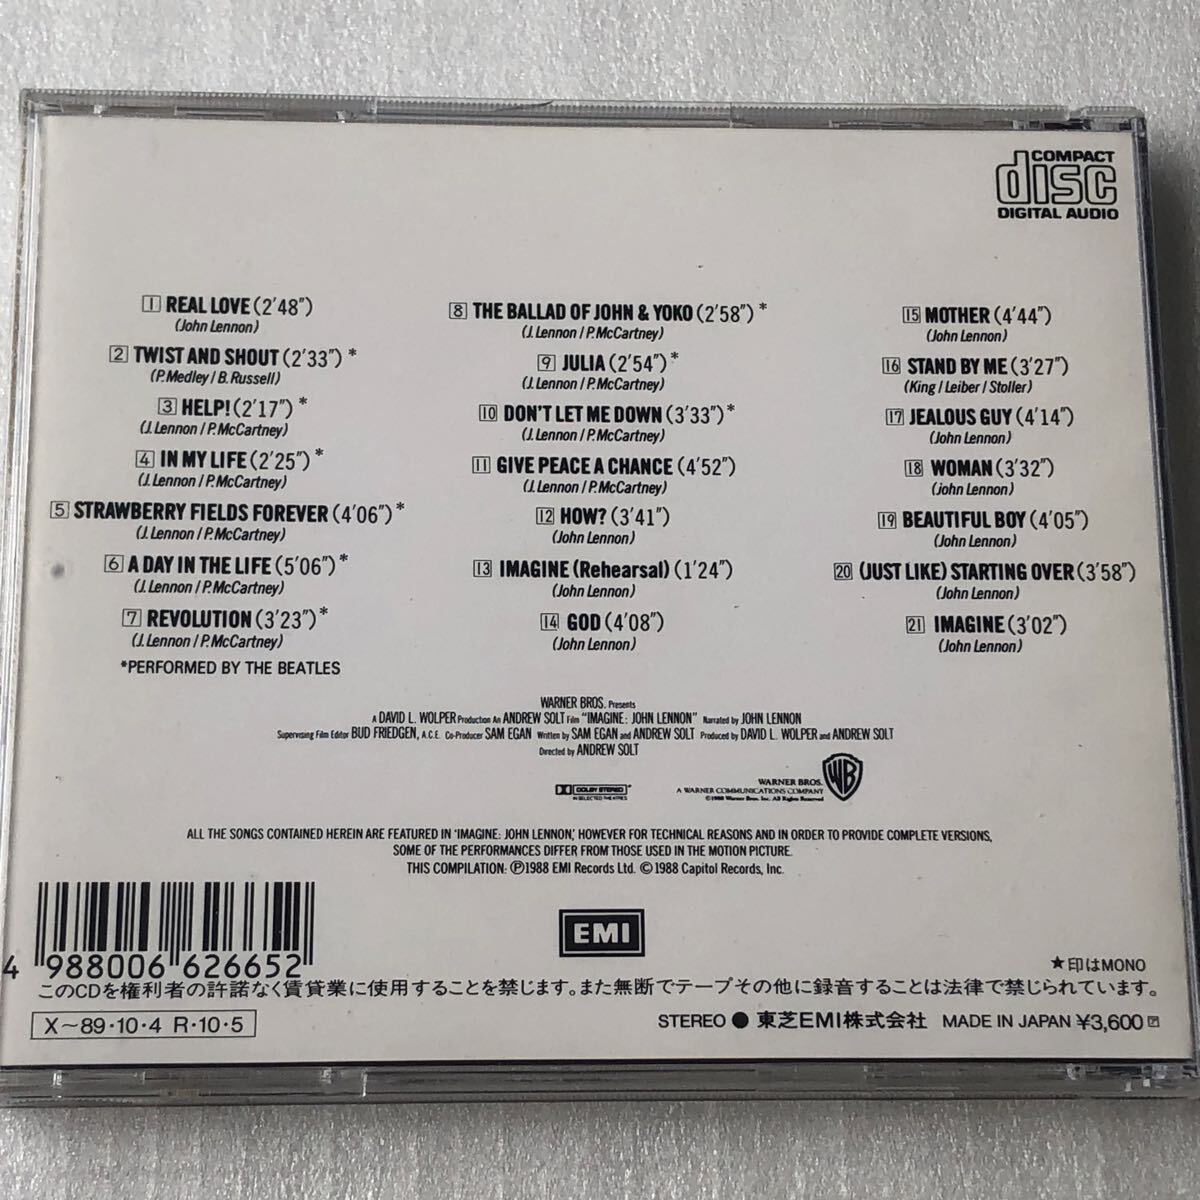 COMPACT
disc
DIGITAL AUDIO
1 REAL LOVE (2'48")
(John Lennon)
2 TWIST AND SHOUT (2'33")*
(P.Medley / B.Russell)
3 HELP! (2'17")*
(J.Lennon / P.McCartney)
4 IN MY LIFE (2'25")*
(J.Lennon / P.McCartney)
5 STRAWBERRY FIELDS FOREVER (4'06")*
(J.Lennon / P.McCartney)
6 A DAY IN THE LIFE (5'06")*
(J.Lennon / P.McCartney)
7 REVOLUTION (3'23")*
(J.Lennon / P.McCartney)
*PERFORMED BY THE BEATLES
8 THE BALLAD OF JOHN & YOKO (2'58")*
(J.Lennon / P.McCartney)
9 JULIA (2'54")*
(J.Lennon / P.McCartney)
10 DON'T LET ME DOWN (3'33")*
(J.Lennon / P.McCartney)
11 GIVE PEACE A CHANCE (4'52")
(J.Lennon / P.McCartney)
12 HOW? (3'41")
(John Lennon)
13 IMAGINE (Rehearsal) (1'24")
(John Lennon)
14 GOD (4'08")
(John Lennon)
15 MOTHER (4'44")
(John Lennon)
16 STAND BY ME (3'27")
(King / Leiber / Stoller)
17 JEALOUS GUY (4'14")
(John Lennon)
18 WOMAN (3'32")
(john Lennon)
19 BEAUTIFUL BOY (4'05")
(John Lennon)
20 (JUST LIKE) STARTING OVER (3'58")
(John Lennon)
21 IMAGINE (3'02")
(John Lennon)
WARNER BROS. Presents
A DAVID L. WOLPER Production An ANDREW SOLT Film "IMAGINE: JOHN LENNON" Narrated by JOHN LENNON
Supervising Film Editor BUD FRIEDGEN, A.C.E. Co-Producer SAM EGAN Written by SAM EGAN and ANDREW SOLT Produced by DAVID L. WOLPER and ANDREW SOLT
Directed by ANDREW SOLT
DOLBY STEREO
IN SELECTED THEATRES
WARNER BROS.
A WARNER COMMUNICATIONS COMPANY
©1988 Warner Bros. Inc. All Rights Reserved
WB
ALL THE SONGS CONTAINED HEREIN ARE FEATURED IN 'IMAGINE: JOHN LENNON,' HOWEVER FOR TECHNICAL REASONS AND IN ORDER TO PROVIDE COMPLETE VERSIONS,
SOME OF THE PERFORMANCES DIFFER FROM THOSE USED IN THE MOTION PICTURE.
THIS COMPILATION: Ⓟ1988 EMI Records Ltd. ©1988 Capitol Records, Inc.
EMI
4 988006 626652
★印はMONO
このCDを権利者の許諾なく賃貸業に使用することを禁じます。また無断でテープその他に録音することは法律で禁じられています。
X〜89·10·4 R·10·5
STEREO ● 東芝EMI株式会社 MADE IN JAPAN ¥3,600